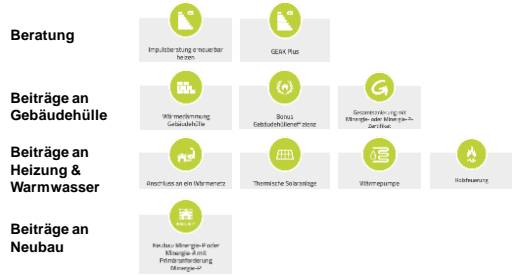 Beratung
Impulsberatung erneuerbar
heizen
GEAK Plus
Beiträge an
Gebäudehülle
Wärmedämmung
Gebäudehülle
Bonus
Gebäudehülleneffizienz
Gesamtsanierung mit
Minergie- oder Minergie-P-
Zertifikat
Beiträge an
Heizung &
Warmwasser
Anschluss an ein Wärmenetz
Thermische Solaranlage
Wärmepumpe
Holzfeuerung
Beiträge an
Neubau
Neubau Minergie-P oder
Minergie-A mit
Primäranforderung
Minergie-P